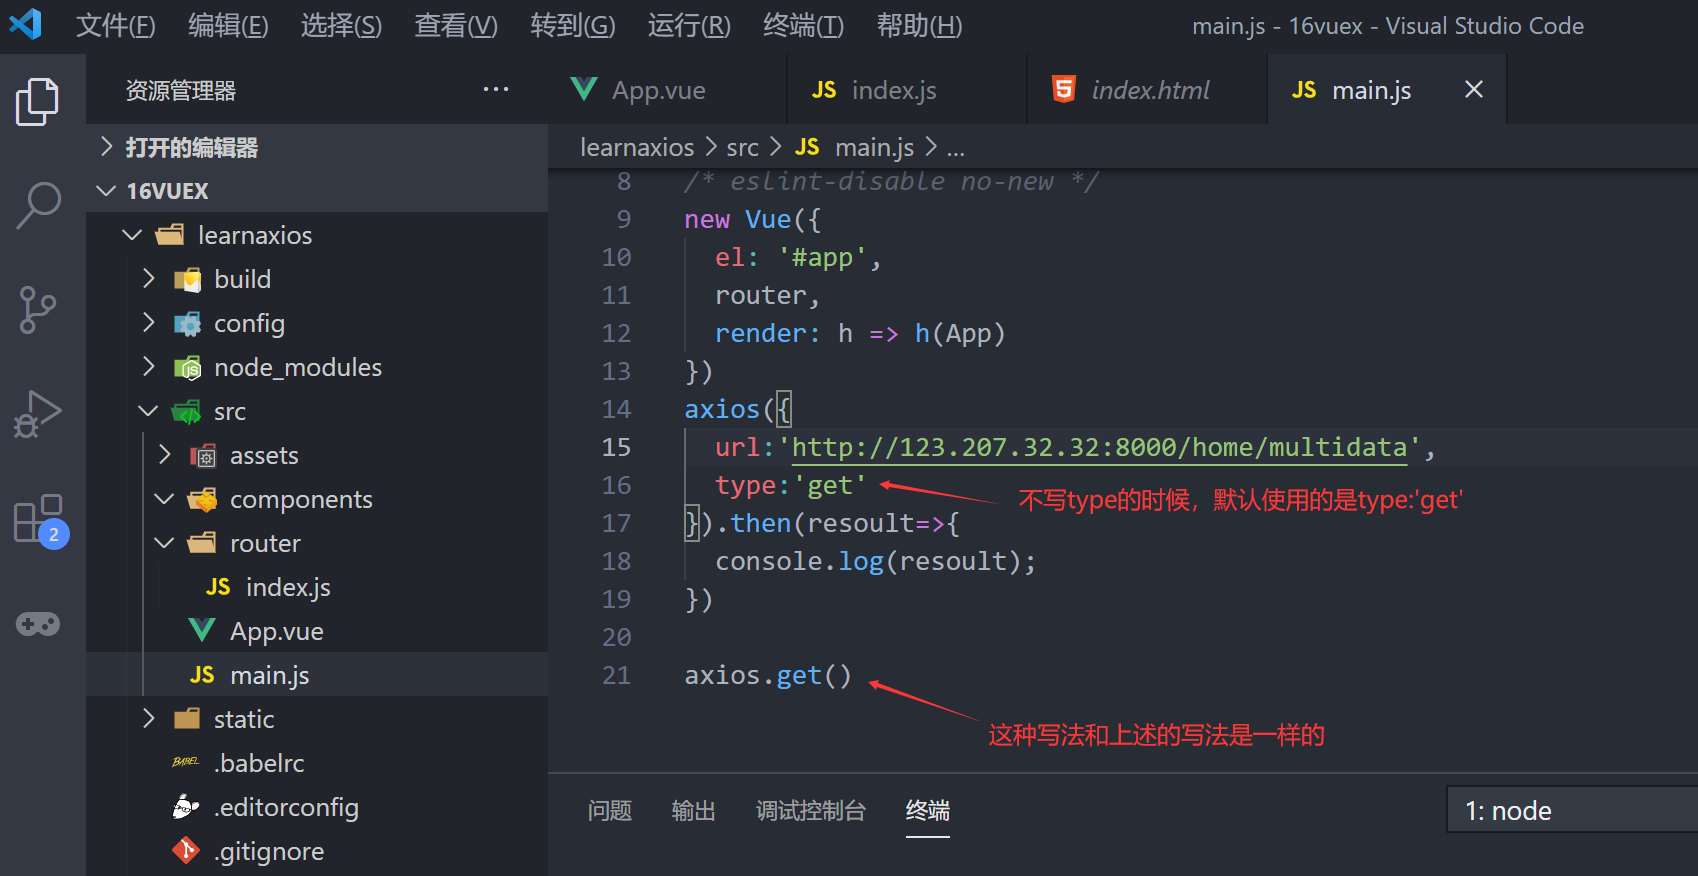 文件(F) 编辑(E) 选择(S) 查看(V) 转到(G) 运行(R) 终端(T) 帮助(H) main.js - 16vuex - Visual Studio Code
资源管理器 ···
App.vue JS index.js index.html JS main.js ×
打开的编辑器
16VUEX
learnaxios
build
config
node_modules
src
assets
components
router
JS index.js
App.vue
JS main.js
static
BABEL .babelrc
.editorconfig
.gitignore
2
learnaxios > src > JS main.js > ...
8 /* eslint-disable no-new */
9 new Vue({
10 el: '#app',
11 router,
12 render: h => h(App)
13 })
14 axios({
15 url:'http://123.207.32.32:8000/home/multidata',
16 type:'get' 不写type的时候，默认使用的是type:'get'
17 }).then(resoult=>{
18 console.log(resoult);
19 })
20
21 axios.get()
这种写法和上述的写法是一样的
问题 输出 调试控制台 终端 1: node